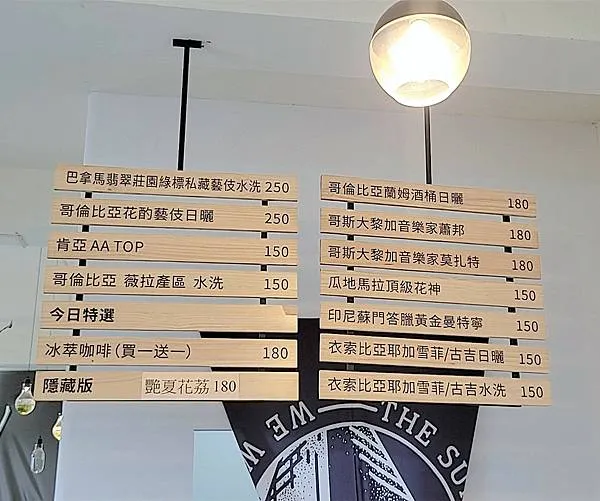 巴拿馬翡翠莊園綠標私藏藝伎水洗 250
哥倫比亞花酌藝伎日曬 250
肯亞 AA TOP 150
哥倫比亞 薇拉產區 水洗 150
今日特選
冰萃咖啡(買一送一) 180
隱藏版 艷夏花荔 180
哥倫比亞蘭姆酒桶日曬 180
哥斯大黎加音樂家蕭邦 180
哥斯大黎加音樂家莫扎特 180
瓜地馬拉頂級花神 150
印尼蘇門答臘黃金曼特寧 150
衣索比亞耶加雪菲/古吉日曬 150
衣索比亞耶加雪菲/古吉水洗 150
WE
THE SU